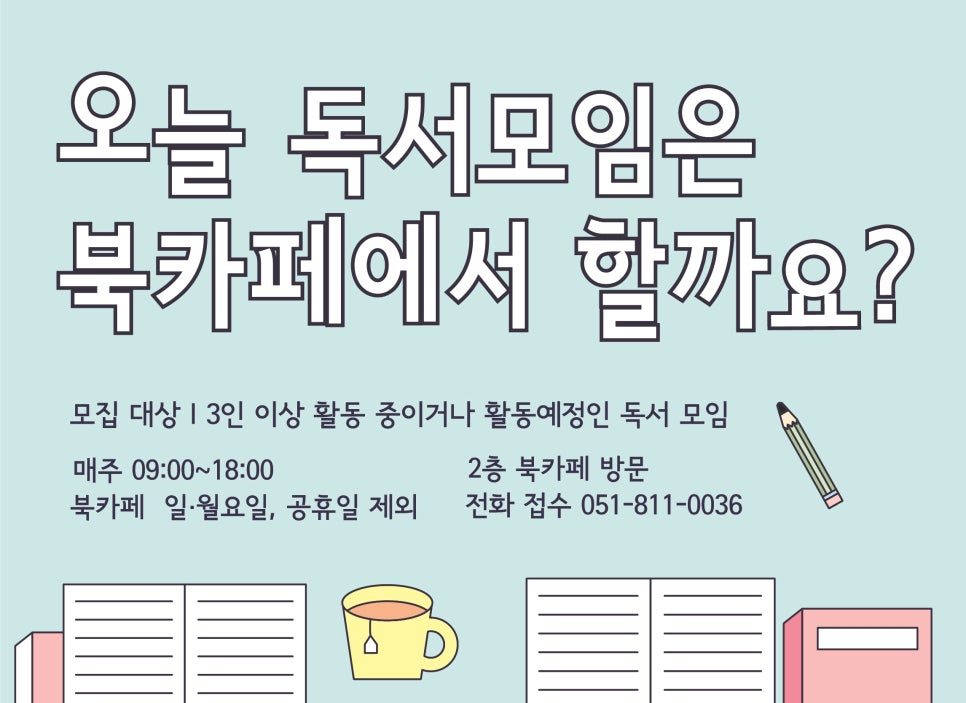 오늘 독서모임은
북카페에서 할까요?
모집 대상 | 3인 이상 활동 중이거나 활동예정인 독서 모임
매주 09:00~18:00
북카페 일·월요일, 공휴일 제외
2층 북카페 방문
전화 접수 051-811-0036